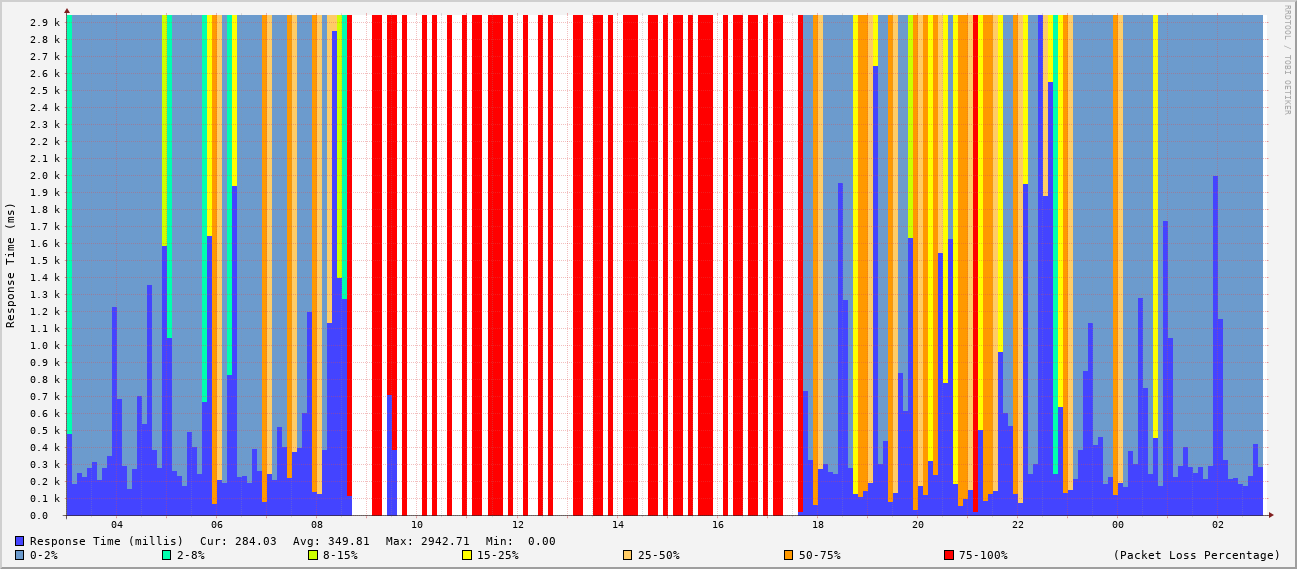 RRDTOOL / TOBI OETIKER
Response Time (ms)
2.9 k
2.8 k
2.7 k
2.6 k
2.5 k
2.4 k
2.3 k
2.2 k
2.1 k
2.0 k
1.9 k
1.8 k
1.7 k
1.6 k
1.5 k
1.4 k
1.3 k
1.2 k
1.1 k
1.0 k
0.9 k
0.8 k
0.7 k
0.6 k
0.5 k
0.4 k
0.3 k
0.2 k
0.1 k
0.0
04 06 08 10 12 14 16 18 20 22 00 02
Response Time (millis) Cur: 284.03 Avg: 349.81 Max: 2942.71 Min: 0.00
0-2% 2-8% 8-15% 15-25% 25-50% 50-75% 75-100% (Packet Loss Percentage)